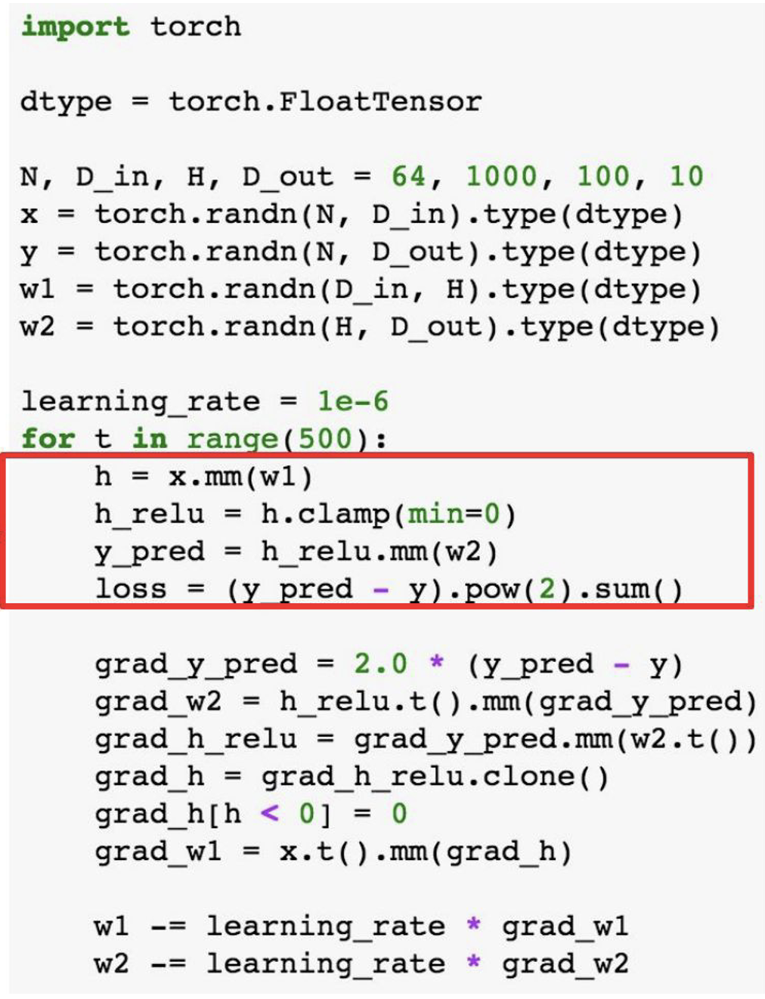 import torch
dtype = torch.FloatTensor
N, D_in, H, D_out = 64, 1000, 100, 10
x = torch.randn(N, D_in).type(dtype)
y = torch.randn(N, D_out).type(dtype)
w1 = torch.randn(D_in, H).type(dtype)
w2 = torch.randn(H, D_out).type(dtype)
learning_rate = 1e-6
for t in range(500):
    h = x.mm(w1)
    h_relu = h.clamp(min=0)
    y_pred = h_relu.mm(w2)
    loss = (y_pred - y).pow(2).sum()
    grad_y_pred = 2.0 * (y_pred - y)
    grad_w2 = h_relu.t().mm(grad_y_pred)
    grad_h_relu = grad_y_pred.mm(w2.t())
    grad_h = grad_h_relu.clone()
    grad_h[h < 0] = 0
    grad_w1 = x.t().mm(grad_h)
    w1 -= learning_rate * grad_w1
    w2 -= learning_rate * grad_w2